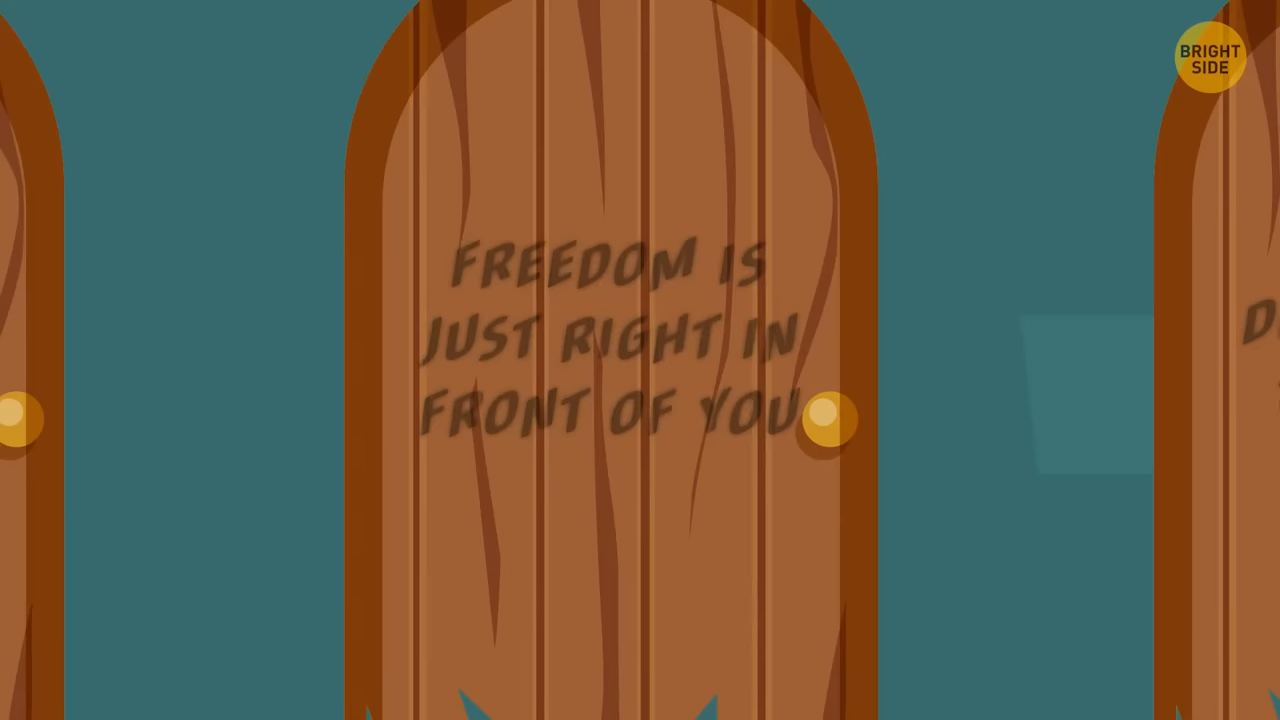 BRIGHT
SIDE
FREEDOM IS
JUST RIGHT IN
FRONT OF YOU
D